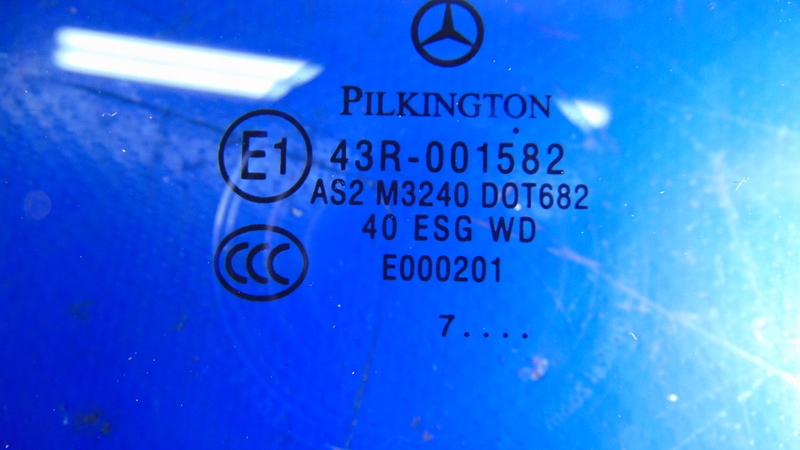 PILKINGTON
E1 43R-001582
AS2 M3240 DOT682
40 ESG WD
CCC
E000201
7....